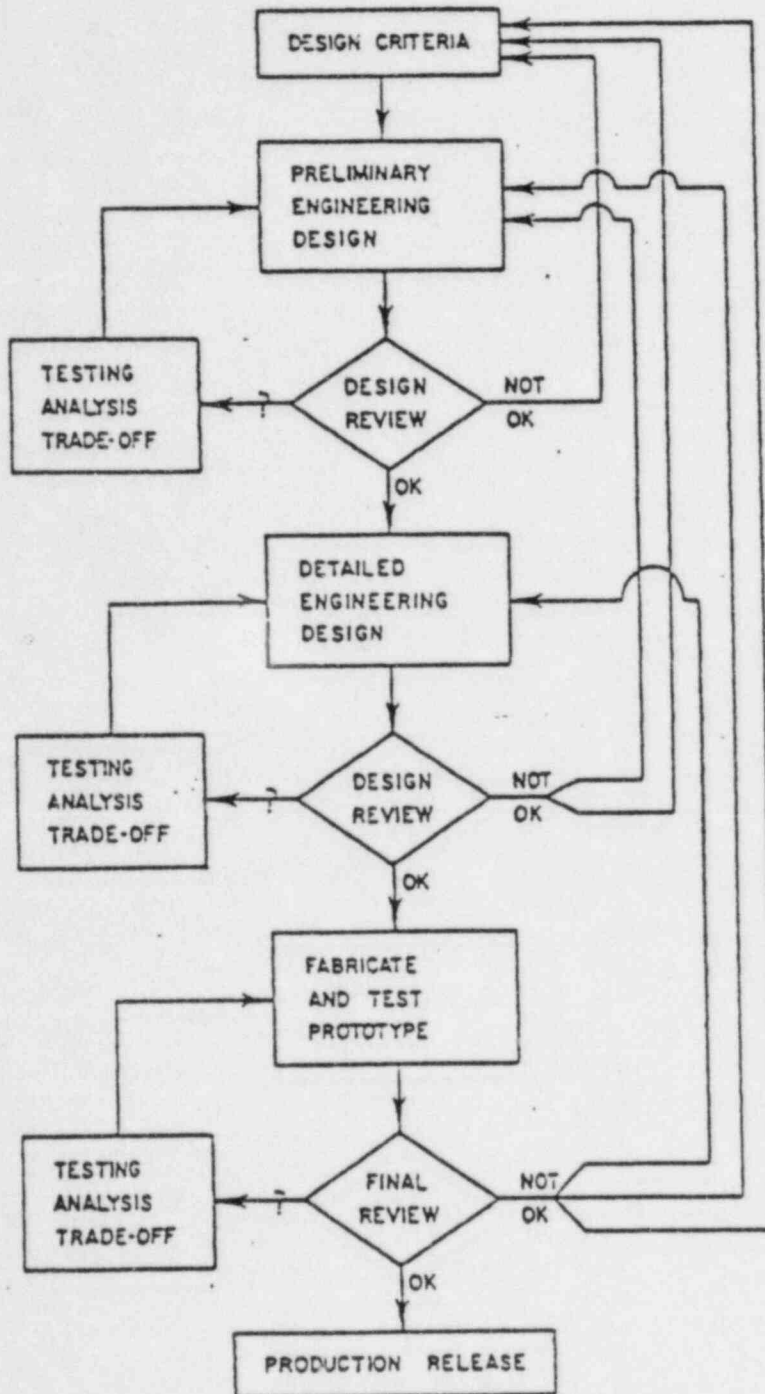 DESIGN CRITERIA
PRELIMINARY
ENGINEERING
DESIGN
TESTING
ANALYSIS
TRADE-OFF
?
DESIGN
REVIEW
NOT
OK
OK
DETAILED
ENGINEERING
DESIGN
TESTING
ANALYSIS
TRADE-OFF
?
DESIGN
REVIEW
NOT
OK
OK
FABRICATE
AND TEST
PROTOTYPE
TESTING
ANALYSIS
TRADE-OFF
?
FINAL
REVIEW
NOT
OK
OK
PRODUCTION RELEASE